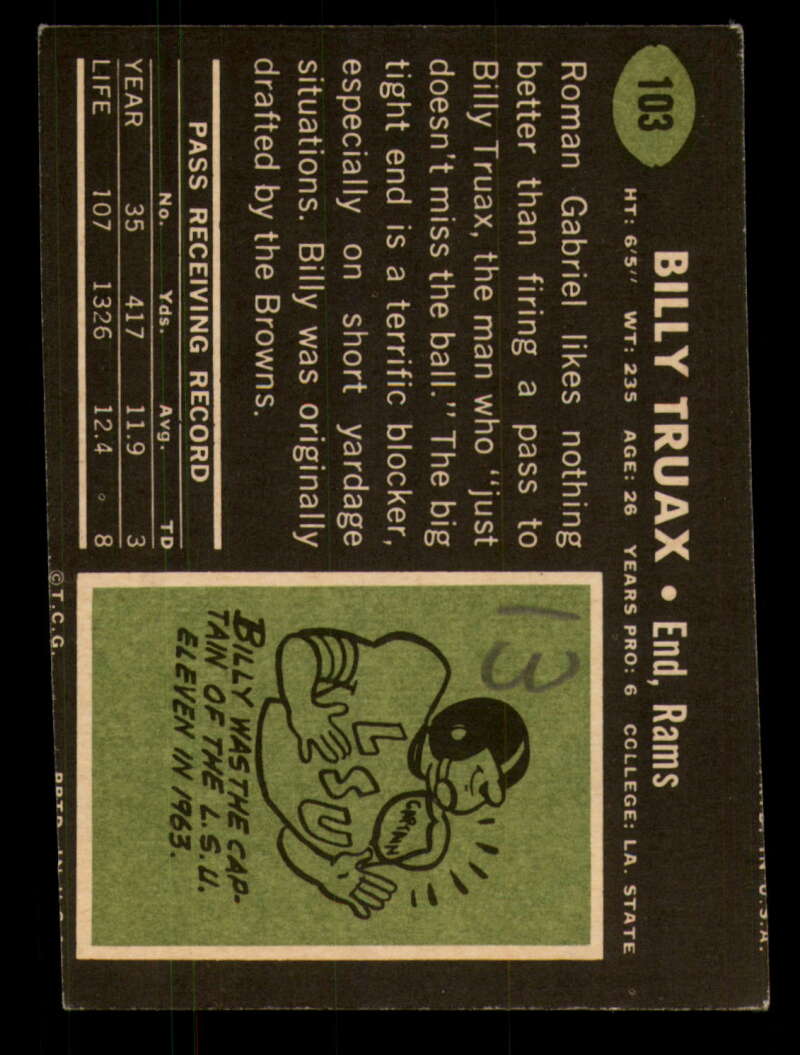 103
BILLY TRUAX • End, Rams
HT: 6'5" WT: 235 AGE: 26 YEARS PRO: 6 COLLEGE: LA. STATE
Roman Gabriel likes nothing
better than firing a pass to
Billy Truax, the man who "just
doesn't miss the ball." The big
tight end is a terrific blocker,
especially on short yardage
situations. Billy was originally
drafted by the Browns.
PASS RECEIVING RECORD
No. Yds. Avg. TD
YEAR 35 417 11.9 3
LIFE 107 1326 12.4 8
13
CAPTAIN
LSU
BILLY WAS THE CAP-
TAIN OF THE L.S.U.
ELEVEN IN 1963.
© T.C.G.
IN U.S.A.